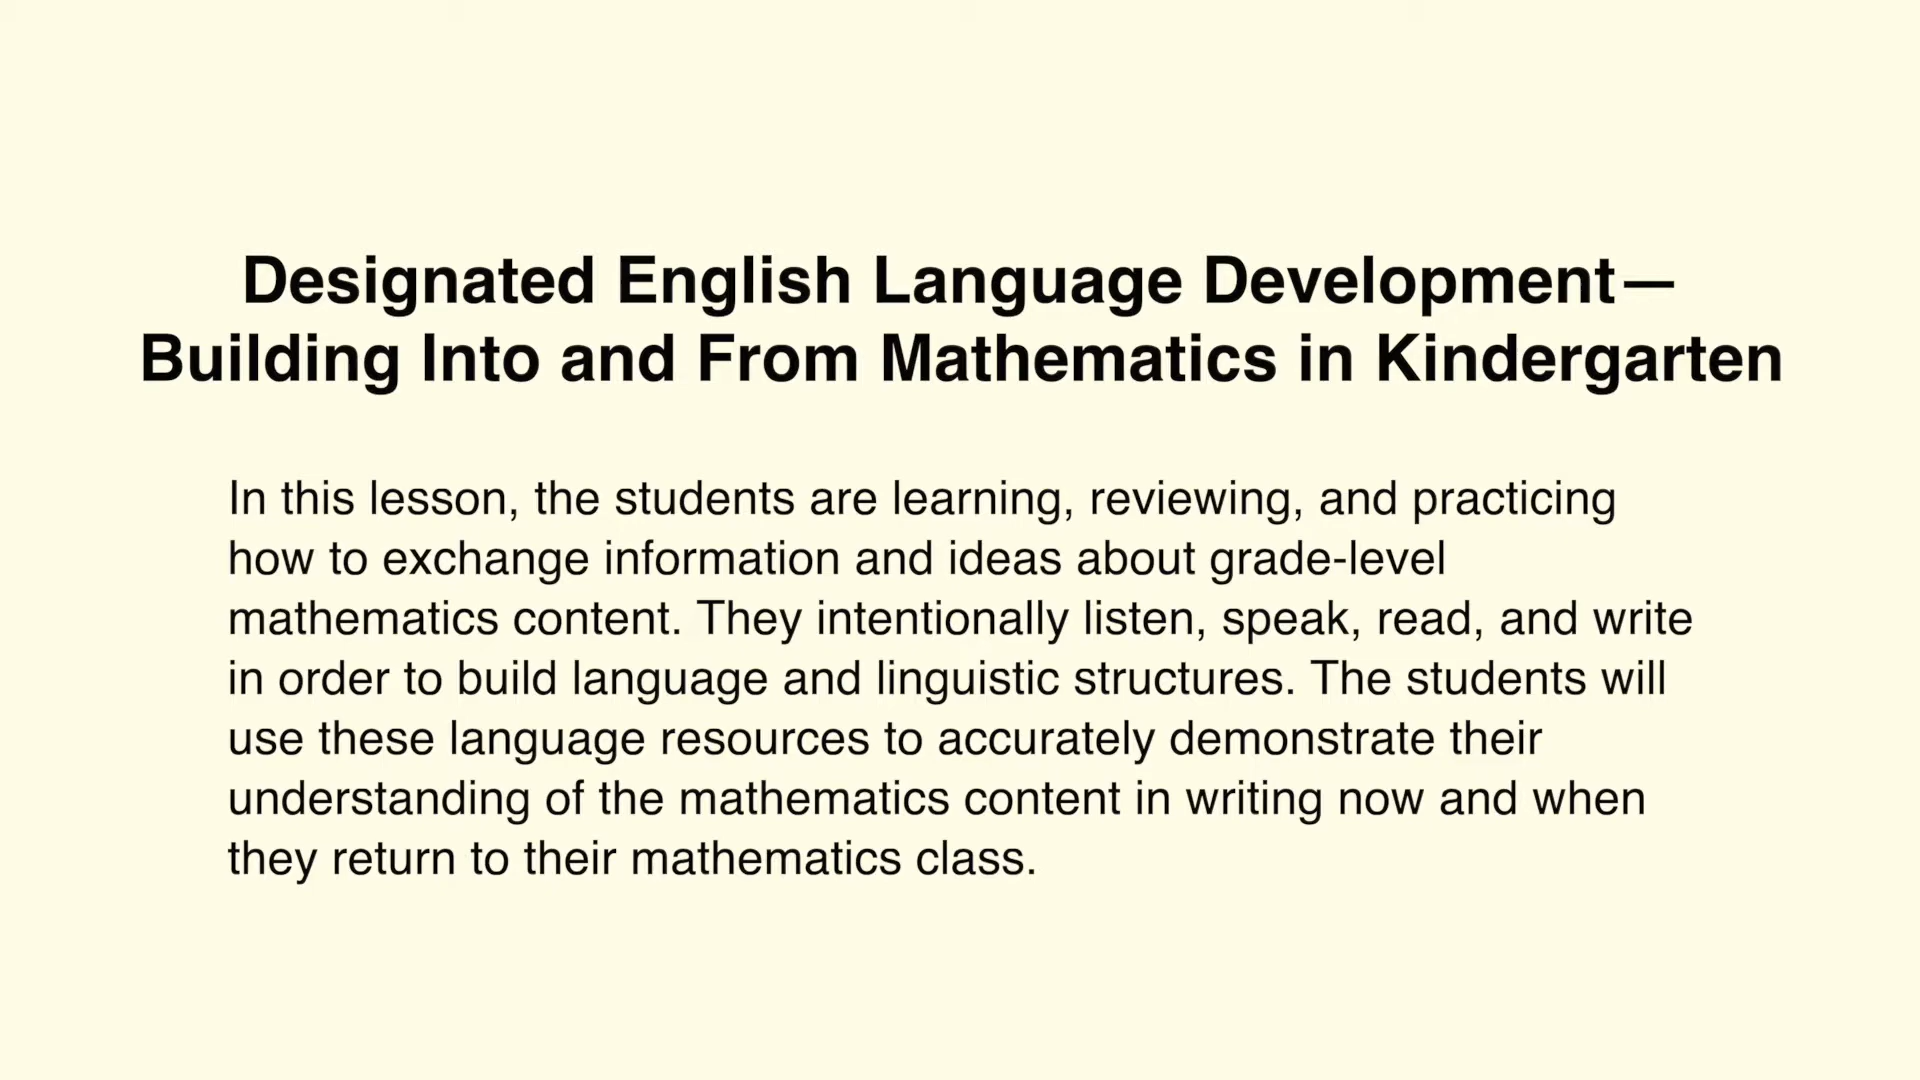 Designated English Language Development—
Building Into and From Mathematics in Kindergarten
In this lesson, the students are learning, reviewing, and practicing
how to exchange information and ideas about grade-level
mathematics content. They intentionally listen, speak, read, and write
in order to build language and linguistic structures. The students will
use these language resources to accurately demonstrate their
understanding of the mathematics content in writing now and when
they return to their mathematics class.